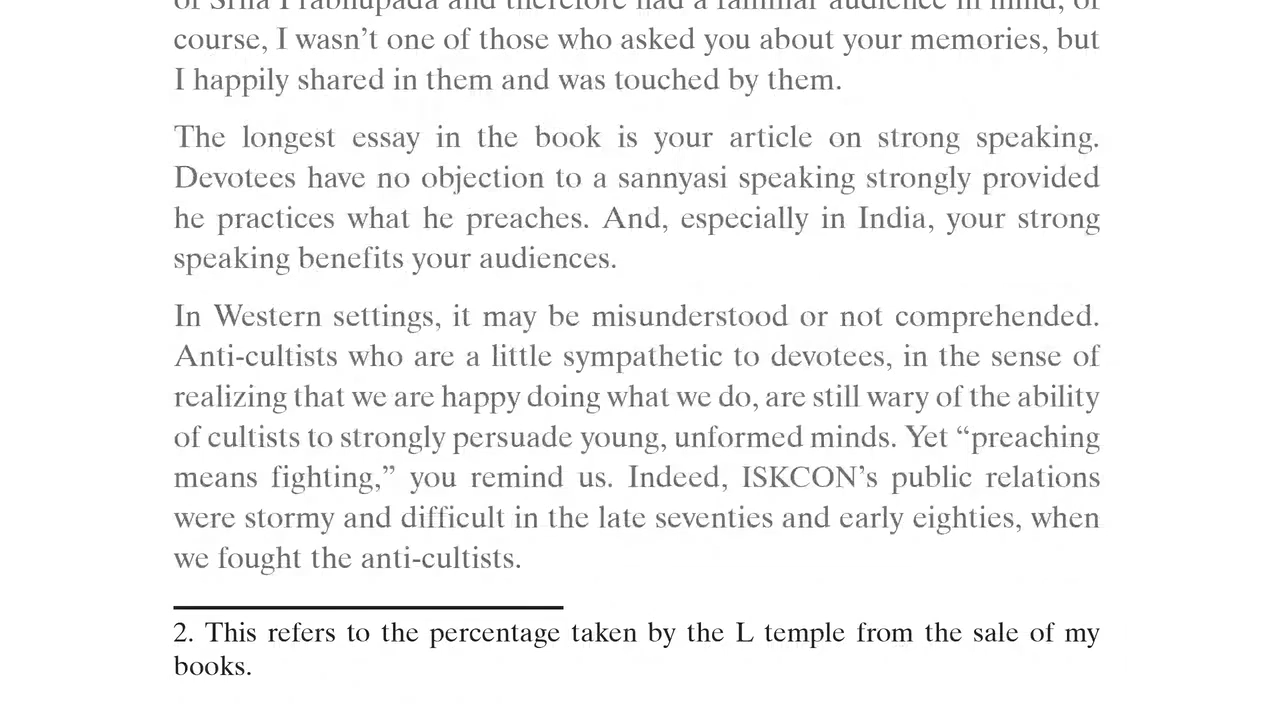 of Srila Prabhupada and therefore had a familiar audience in mind, of
course, I wasn’t one of those who asked you about your memories, but
I happily shared in them and was touched by them.
The longest essay in the book is your article on strong speaking.
Devotees have no objection to a sannyasi speaking strongly provided
he practices what he preaches. And, especially in India, your strong
speaking benefits your audiences.
In Western settings, it may be misunderstood or not comprehended.
Anti-cultists who are a little sympathetic to devotees, in the sense of
realizing that we are happy doing what we do, are still wary of the ability
of cultists to strongly persuade young, unformed minds. Yet “preaching
means fighting,” you remind us. Indeed, ISKCON’s public relations
were stormy and difficult in the late seventies and early eighties, when
we fought the anti-cultists.
2. This refers to the percentage taken by the L temple from the sale of my
books.